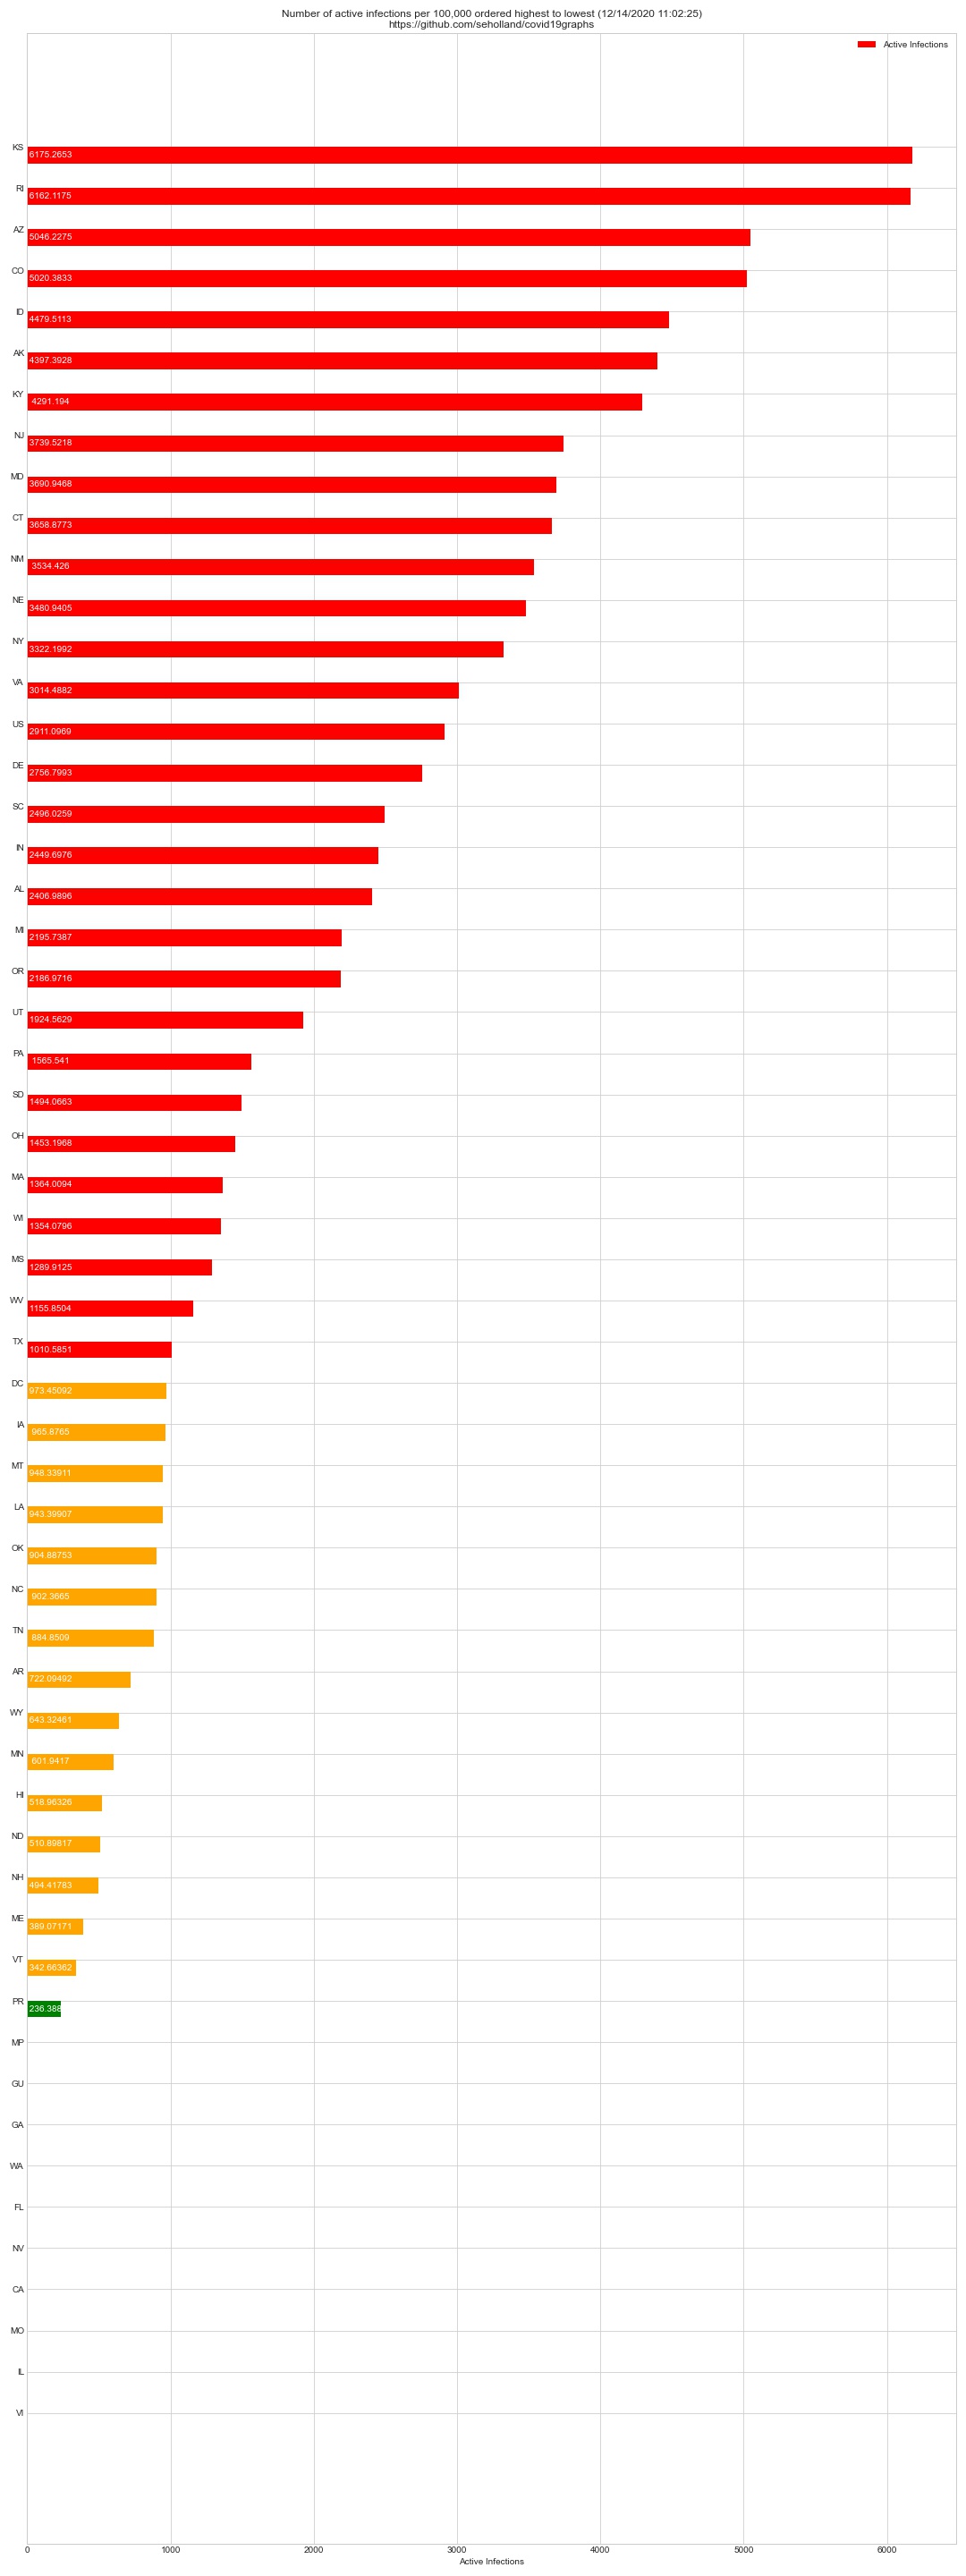 Number of active infections per 100,000 ordered highest to lowest (12/14/2020 11:02:25)
https://github.com/seholland/covid19graphs
Active Infections
KS 6175.2653
RI 6162.1175
AZ 5046.2275
CO 5020.3833
ID 4479.5113
AK 4397.3928
KY 4291.194
NJ 3739.5218
MD 3690.9468
CT 3658.8773
NM 3534.426
NE 3480.9405
NY 3322.1992
VA 3014.4882
US 2911.0969
DE 2756.7993
SC 2496.0259
IN 2449.6976
AL 2406.9896
MI 2195.7387
OR 2186.9716
UT 1924.5629
PA 1565.541
SD 1494.0663
OH 1453.1968
MA 1364.0094
WI 1354.0796
MS 1289.9125
WV 1155.8504
TX 1010.5851
DC 973.45092
IA 965.8765
MT 948.33911
LA 943.39907
OK 904.88753
NC 902.3665
TN 884.8509
AR 722.09492
WY 643.32461
MN 601.9417
HI 518.96326
ND 510.89817
NH 494.41783
ME 389.07171
VT 342.66362
PR 236.388
MP
GU
GA
WA
FL
NV
CA
MO
IL
VI
0 1000 2000 3000 4000 5000 6000
Active Infections